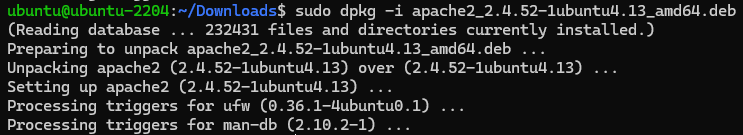 ubuntu@ubuntu-2204:~/Downloads$ sudo dpkg -i apache2_2.4.52-1ubuntu4.13_amd64.deb
(Reading database ... 232431 files and directories currently installed.)
Preparing to unpack apache2_2.4.52-1ubuntu4.13_amd64.deb ...
Unpacking apache2 (2.4.52-1ubuntu4.13) over (2.4.52-1ubuntu4.13) ...
Setting up apache2 (2.4.52-1ubuntu4.13) ...
Processing triggers for ufw (0.36.1-4ubuntu0.1) ...
Processing triggers for man-db (2.10.2-1) ...